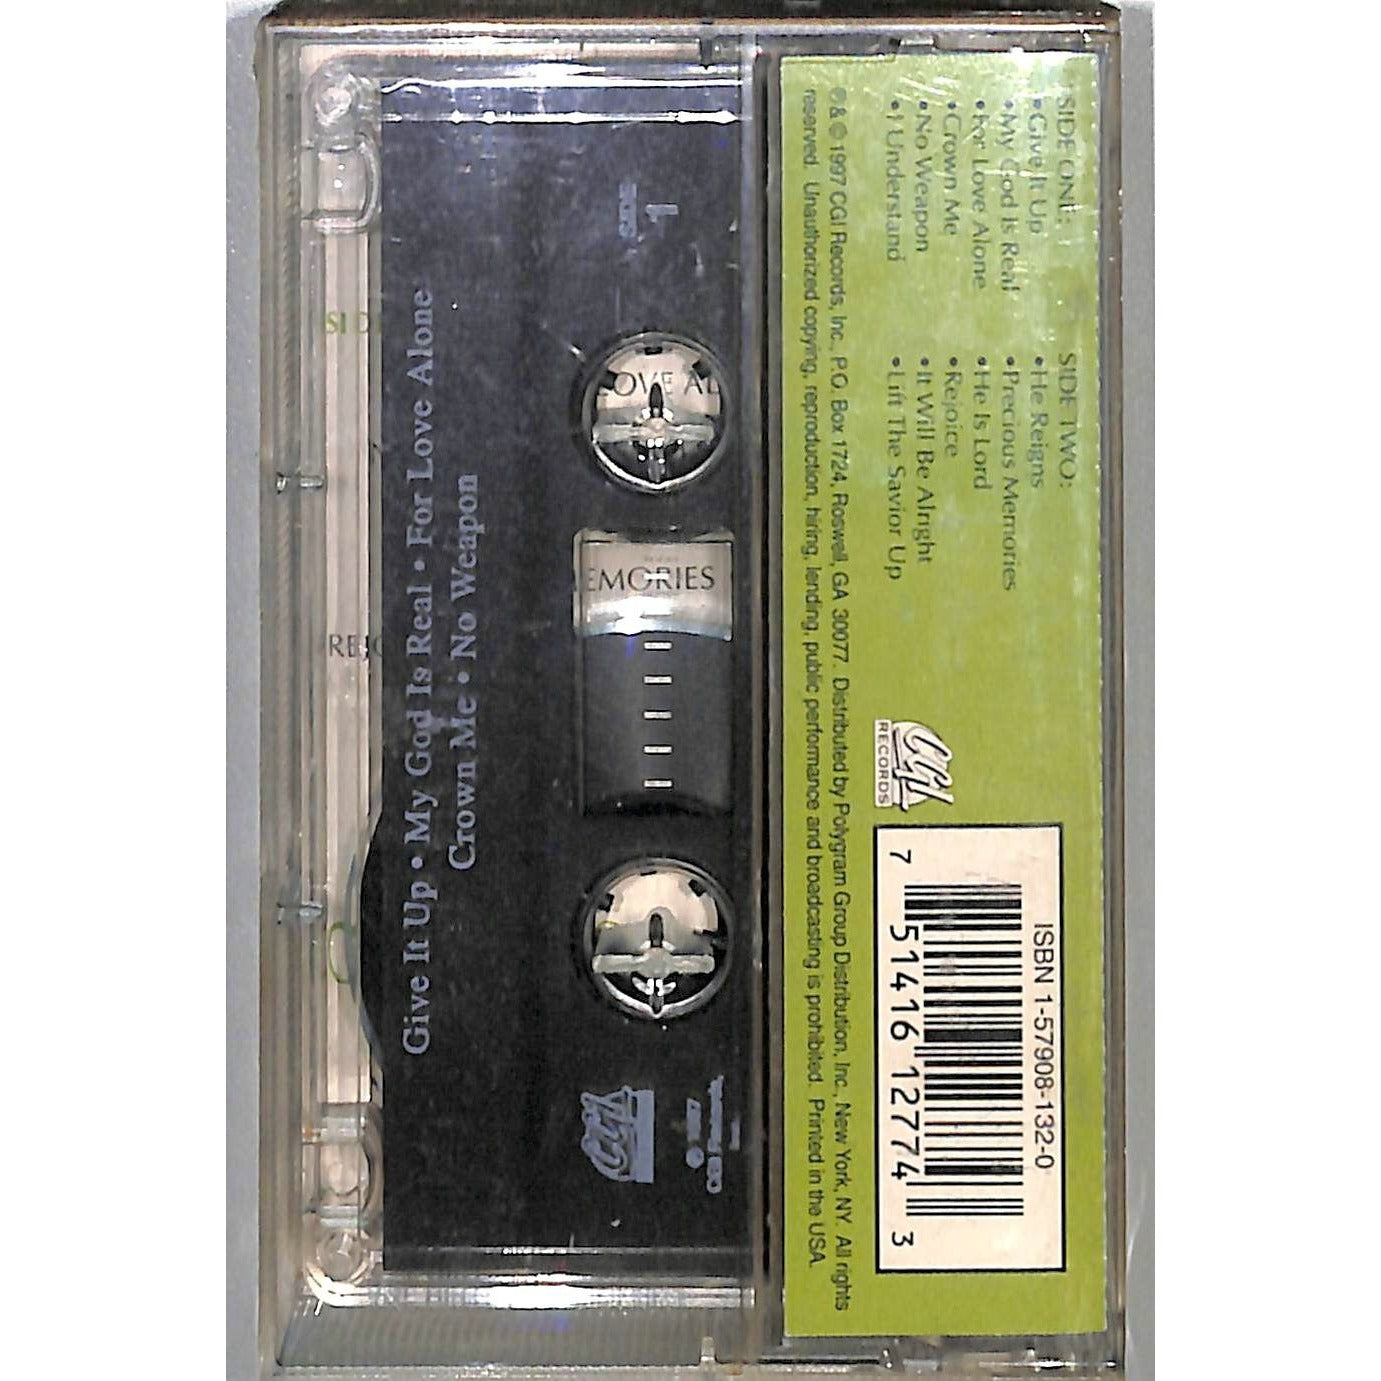 SIDE ONE:
•Give It Up
•My God Is Real
•For Love Alone
•Crown Me
•No Weapon
•I Understand
SIDE TWO:
•He Reigns
•Precious Memories
•He Is Lord
•Rejoice
•It Will Be Alright
•Lift The Savior Up
℗& © 1997 CGI Records, Inc., P.O. Box 1724, Roswell, GA 30077. Distributed by Polygram Group Distribution, Inc., New York, NY. All rights
reserved. Unauthorized copying, reproduction, hiring, lending, public performance and broadcasting is prohibited. Printed in the USA.
CGI
RECORDS
ISBN 1-57908-132-0
7 51416 12774 3
SIDE
1
Give It Up • My God Is Real • For Love Alone
Crown Me • No Weapon
CGI
OVE AL
EMORIES
SIDE
REJO